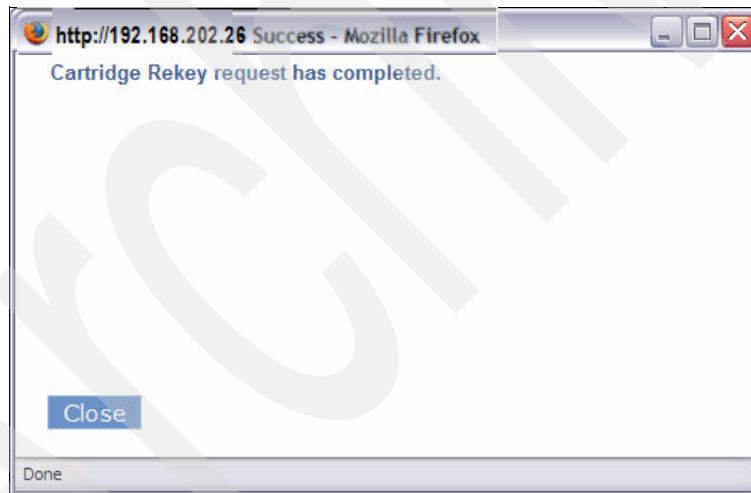 http://192.168.202.26 Success - Mozilla Firefox
Cartridge Rekey request has completed.
Close
Done